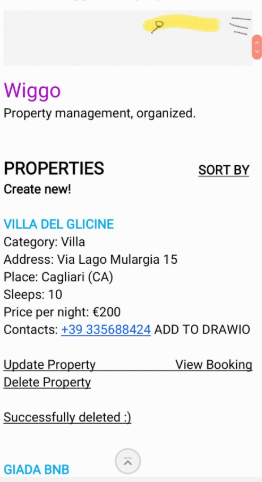 Wiggo
Property management, organized.
PROPERTIES SORT BY
Create new!
VILLA DEL GLICINE
Category: Villa
Address: Via Lago Mulargia 15
Place: Cagliari (CA)
Sleeps: 10
Price per night: €200
Contacts: +39 335688424 ADD TO DRAWIO
Update Property View Booking
Delete Property
Successfully deleted :)
GIADA BNB